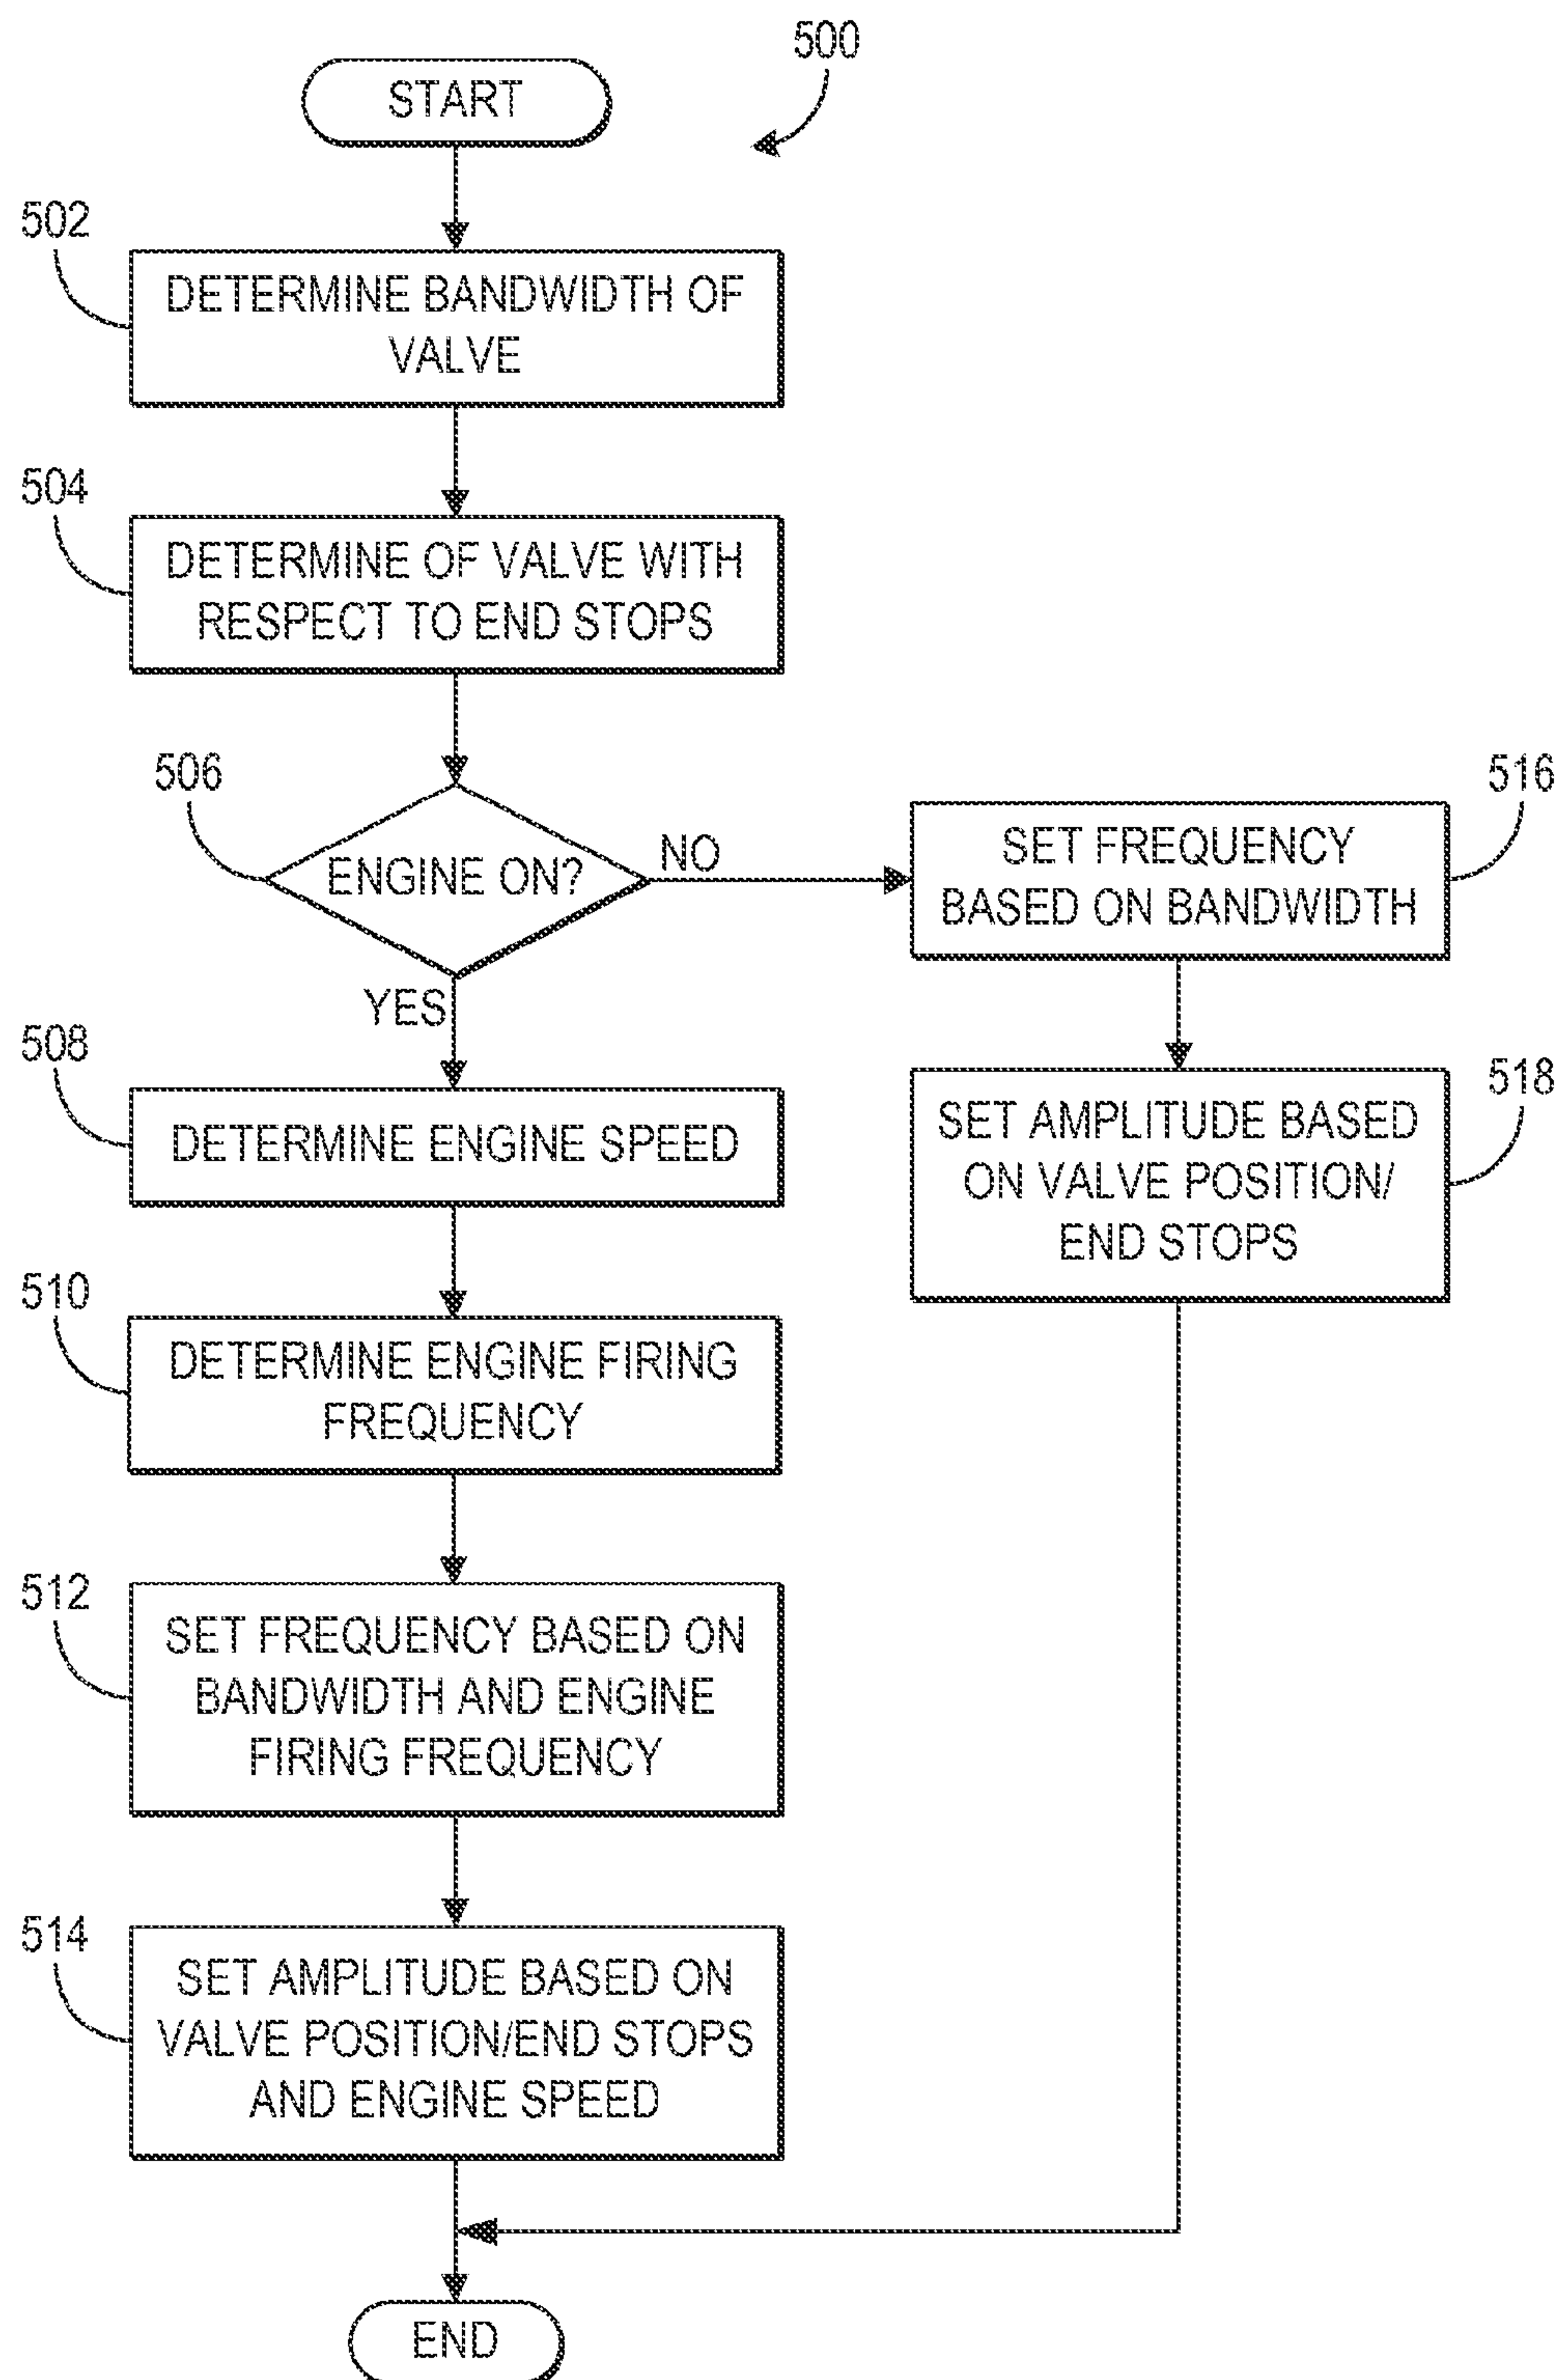 500
START
502
DETERMINE BANDWIDTH OF
VALVE
504
DETERMINE OF VALVE WITH
RESPECT TO END STOPS
506
ENGINE ON?
NO
YES
516
SET FREQUENCY
BASED ON BANDWIDTH
518
SET AMPLITUDE BASED
ON VALVE POSITION/
END STOPS
508
DETERMINE ENGINE SPEED
510
DETERMINE ENGINE FIRING
FREQUENCY
512
SET FREQUENCY BASED ON
BANDWIDTH AND ENGINE
FIRING FREQUENCY
514
SET AMPLITUDE BASED ON
VALVE POSITION/END STOPS
AND ENGINE SPEED
END